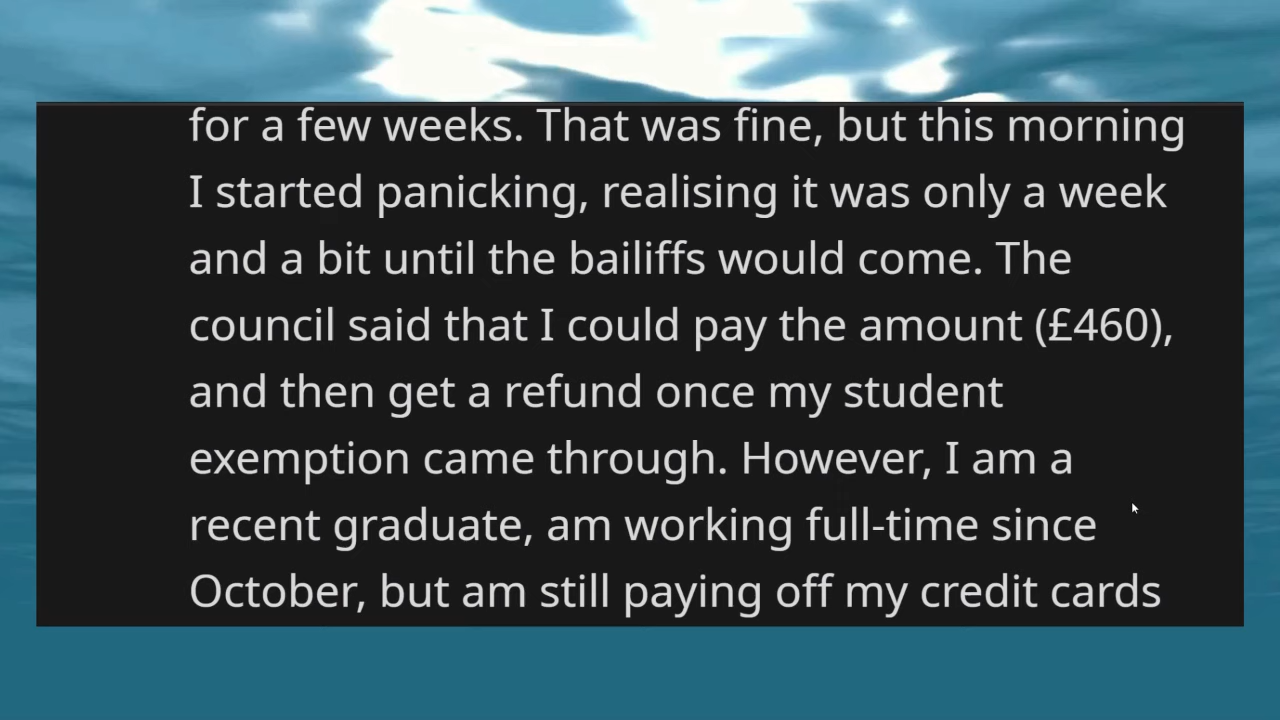 for a few weeks. That was fine, but this morning
I started panicking, realising it was only a week
and a bit until the bailiffs would come. The
council said that I could pay the amount (£460),
and then get a refund once my student
exemption came through. However, I am a
recent graduate, am working full-time since
October, but am still paying off my credit cards